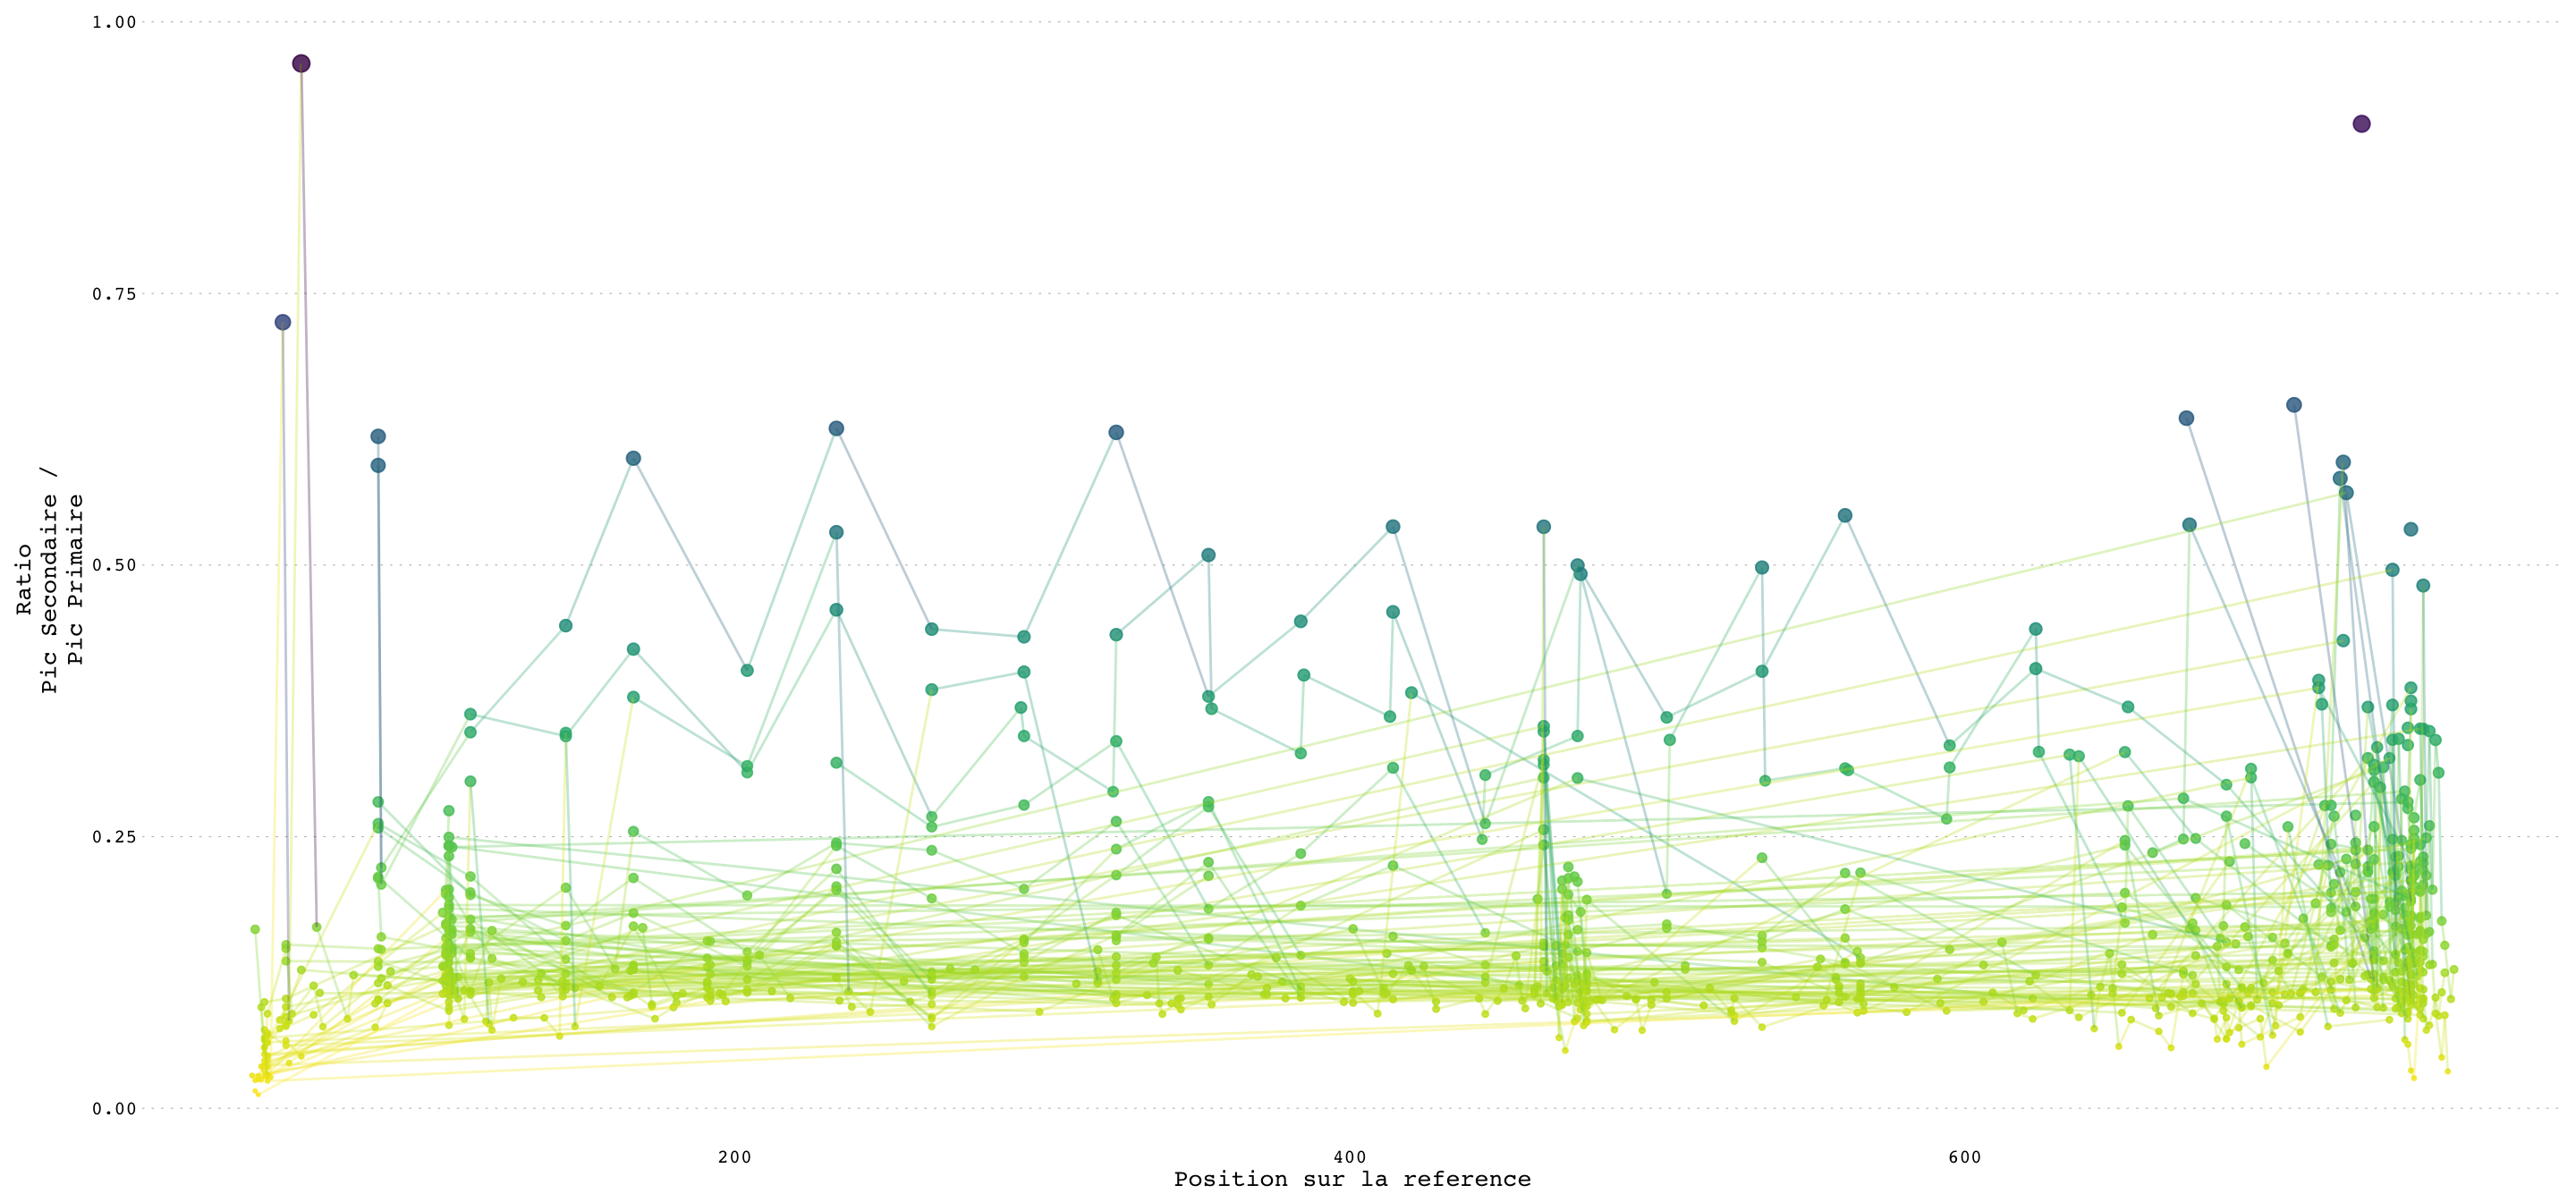 1.00
0.75
0.50
0.25
0.00
Ratio
Pic Secondaire /
Pic Primaire
200
400
600
Position sur la reference